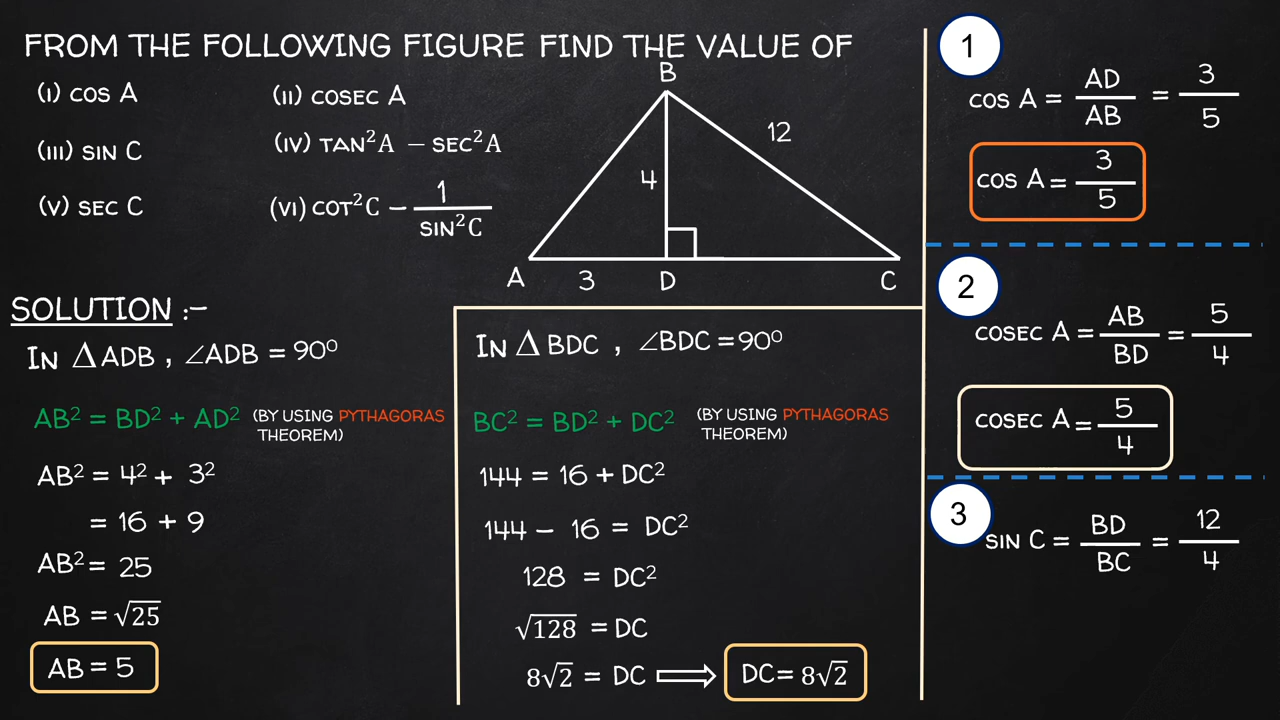 FROM THE FOLLOWING FIGURE FIND THE VALUE OF
(I) COS A
(II) COSEC A
(III) SIN C
(IV) TAN²A − SEC²A
(V) SEC C
(VI) COT²C − 1/SIN²C
B
12
4
A
3
D
C
SOLUTION :-
IN ΔADB , ∠ADB = 90⁰
AB² = BD² + AD² (BY USING PYTHAGORAS
THEOREM)
AB² = 4² + 3²
= 16 + 9
AB² = 25
AB = √25
AB = 5
IN Δ BDC , ∠BDC = 90⁰
BC² = BD² + DC² (BY USING PYTHAGORAS
THEOREM)
144 = 16 + DC²
144 − 16 = DC²
128 = DC²
√128 = DC
8√2 = DC ⇒ DC = 8√2
1
COS A = AD/AB = 3/5
COS A = 3/5
2
COSEC A = AB/BD = 5/4
COSEC A = 5/4
3
SIN C = BD/BC = 12/4